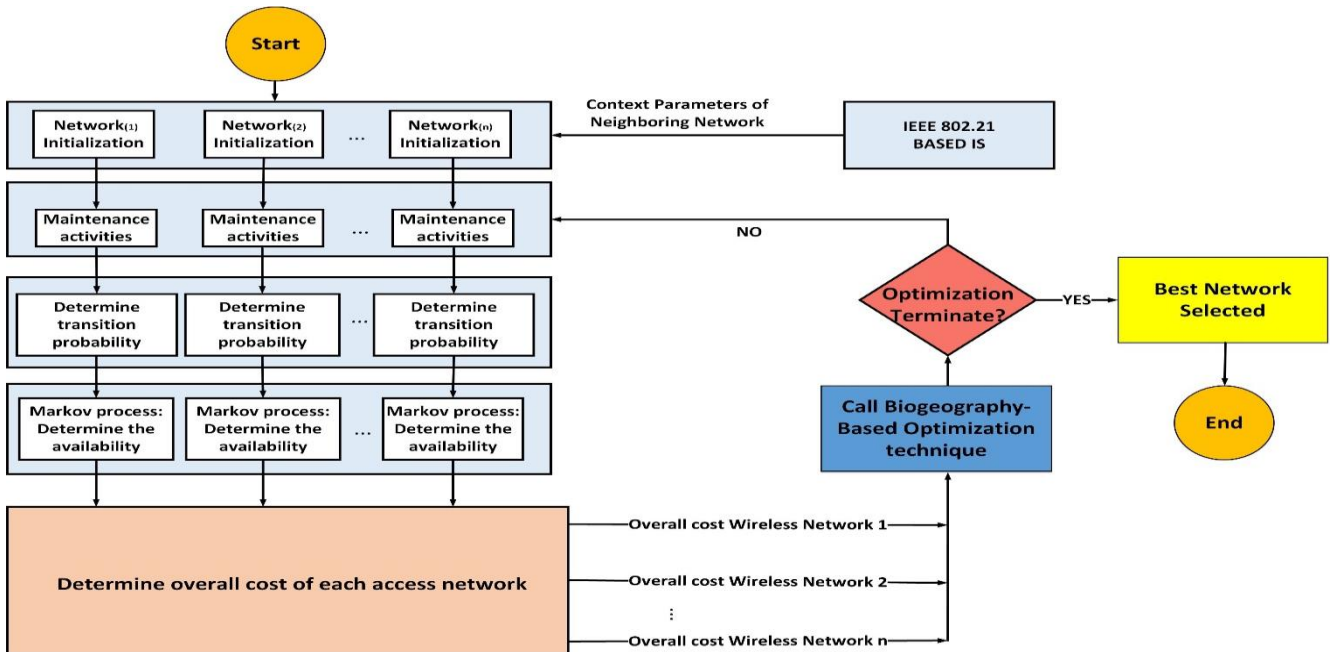 Start
Context Parameters of
Neighboring Network
IEEE 802.21
BASED IS
Network(1)
Initialization
Network(2)
Initialization
...
Network(n)
Initialization
Maintenance
activities
Maintenance
activities
...
Maintenance
activities
NO
Determine
transition
probability
Determine
transition
probability
...
Determine
transition
probability
Optimization
Terminate?
YES
Best Network
Selected
Markov process:
Determine the
availability
Markov process:
Determine the
availability
...
Markov process:
Determine the
availability
Call Biogeography-
Based Optimization
technique
End
Determine overall cost of each access network
Overall cost Wireless Network 1
Overall cost Wireless Network 2
...
Overall cost Wireless Network n